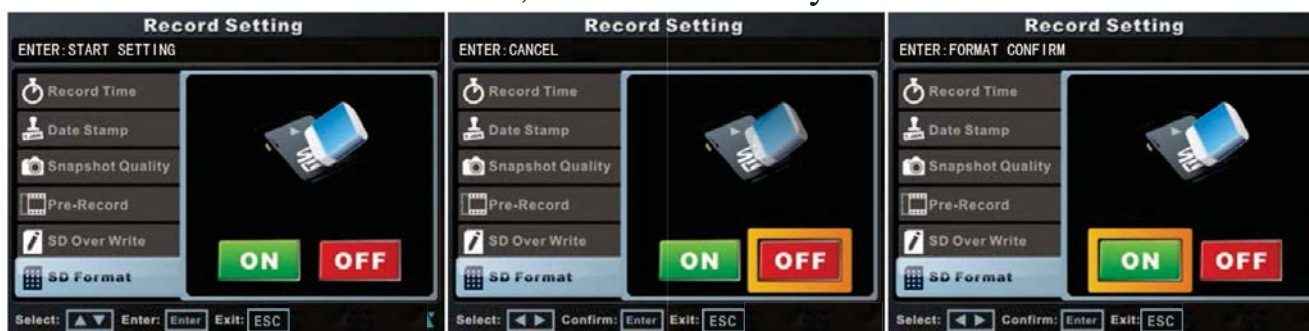 Record Setting
ENTER:START SETTING
Record Time
Date Stamp
Snapshot Quality
Pre-Record
SD Over Write
SD Format
ON OFF
Select: ▲ ▼ Enter: Enter Exit: ESC
Record Setting
ENTER:CANCEL
Record Time
Date Stamp
Snapshot Quality
Pre-Record
SD Over Write
SD Format
ON OFF
Select: ◀ ▶ Confirm: Enter Exit: ESC
Record Setting
ENTER:FORMAT CONFIRM
Record Time
Date Stamp
Snapshot Quality
Pre-Record
SD Over Write
SD Format
ON OFF
Select: ◀ ▶ Confirm: Enter Exit: ESC